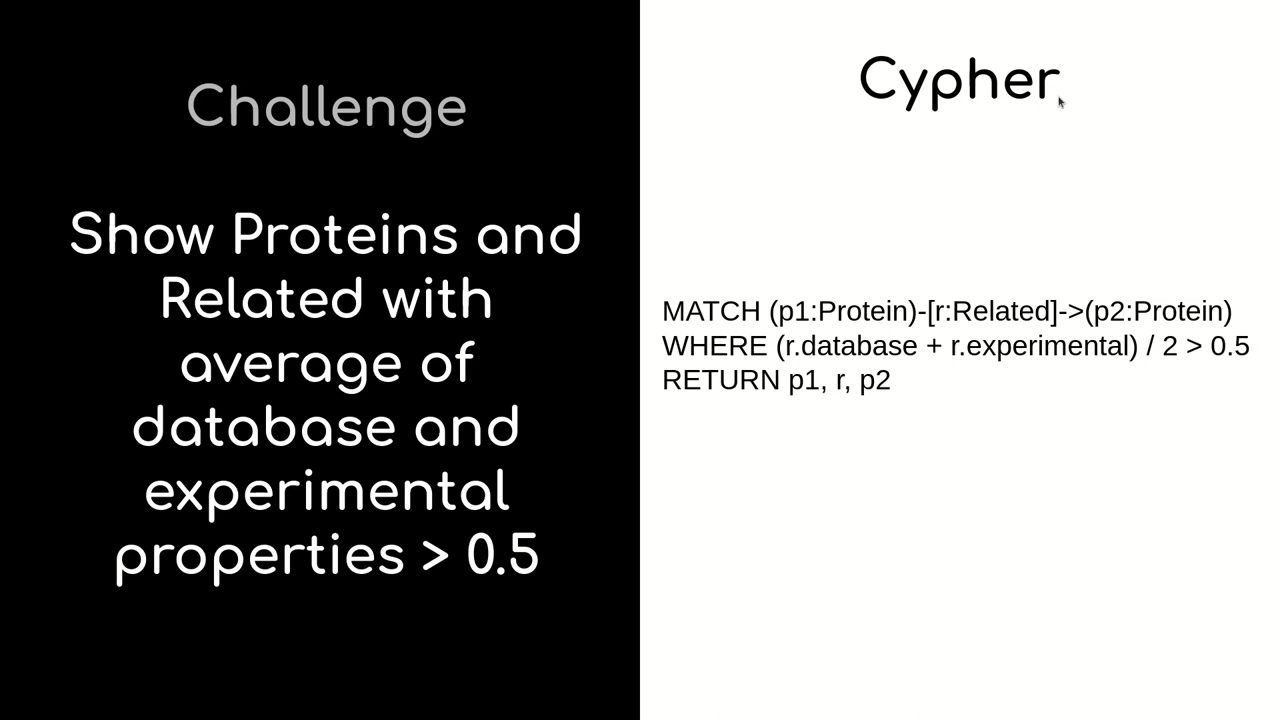 Challenge
Show Proteins and
Related with
average of
database and
experimental
properties > 0.5
Cypher
MATCH (p1:Protein)-[r:Related]->(p2:Protein)
WHERE (r.database + r.experimental) / 2 > 0.5
RETURN p1, r, p2